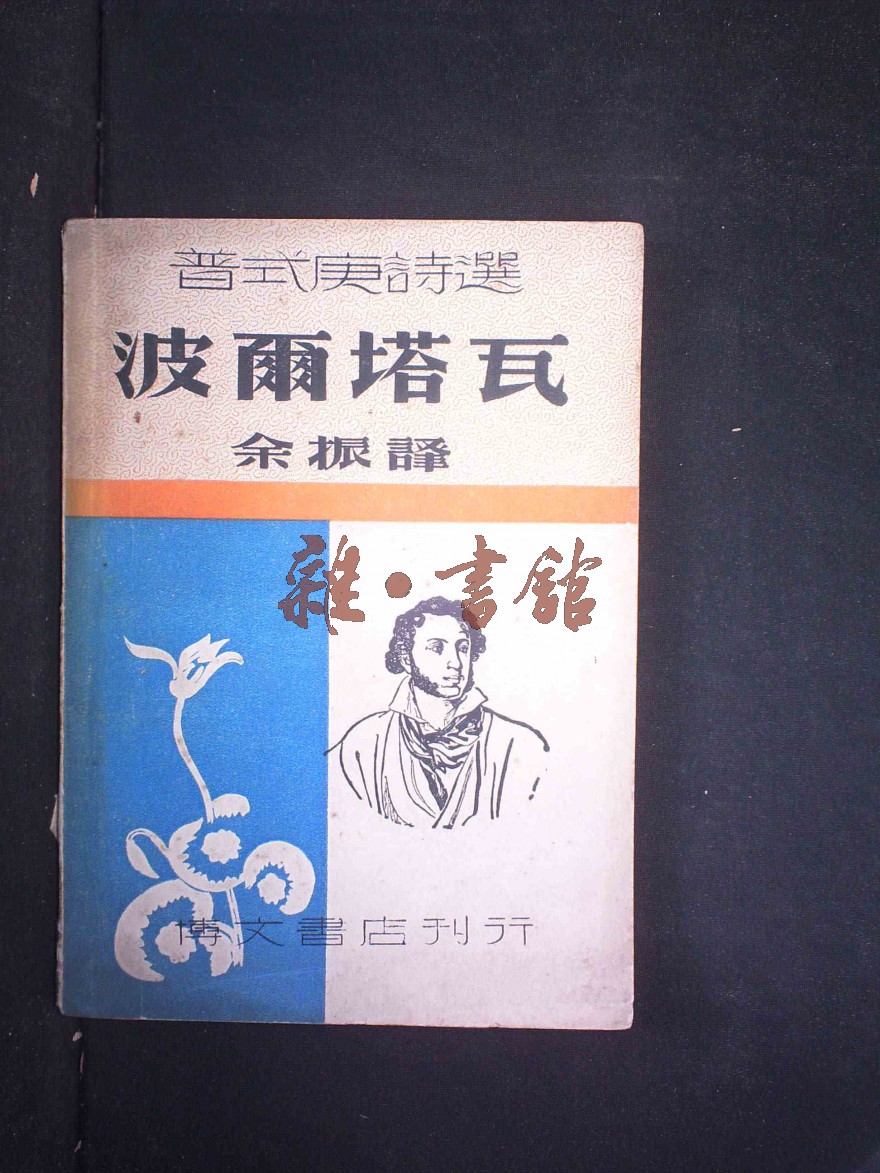 普式庚詩選
波爾塔瓦
余振譯
雜·書館
博文書店刊行